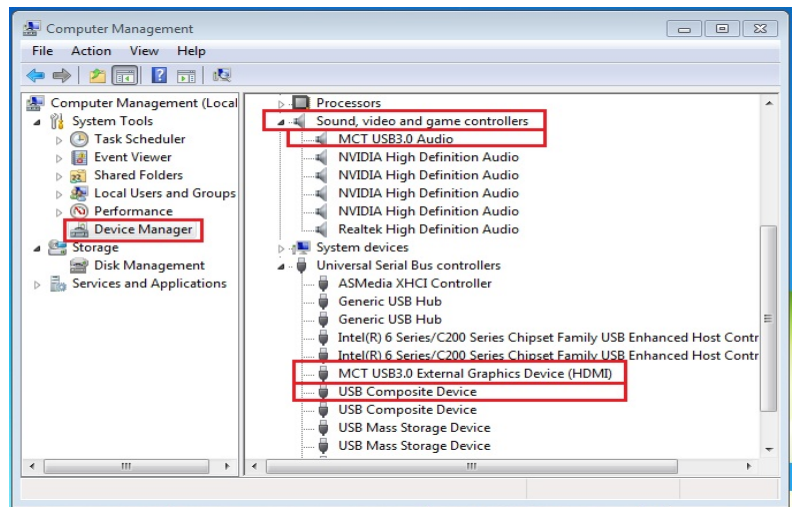 Computer Management
File Action View Help
Computer Management (Local
System Tools
Task Scheduler
Event Viewer
Shared Folders
Local Users and Groups
Performance
Device Manager
Storage
Disk Management
Services and Applications
Processors
Sound, video and game controllers
MCT USB3.0 Audio
NVIDIA High Definition Audio
NVIDIA High Definition Audio
NVIDIA High Definition Audio
NVIDIA High Definition Audio
Realtek High Definition Audio
System devices
Universal Serial Bus controllers
ASMedia XHCI Controller
Generic USB Hub
Generic USB Hub
Intel(R) 6 Series/C200 Series Chipset Family USB Enhanced Host Contr
Intel(R) 6 Series/C200 Series Chipset Family USB Enhanced Host Contr
MCT USB3.0 External Graphics Device (HDMI)
USB Composite Device
USB Composite Device
USB Mass Storage Device
USB Mass Storage Device